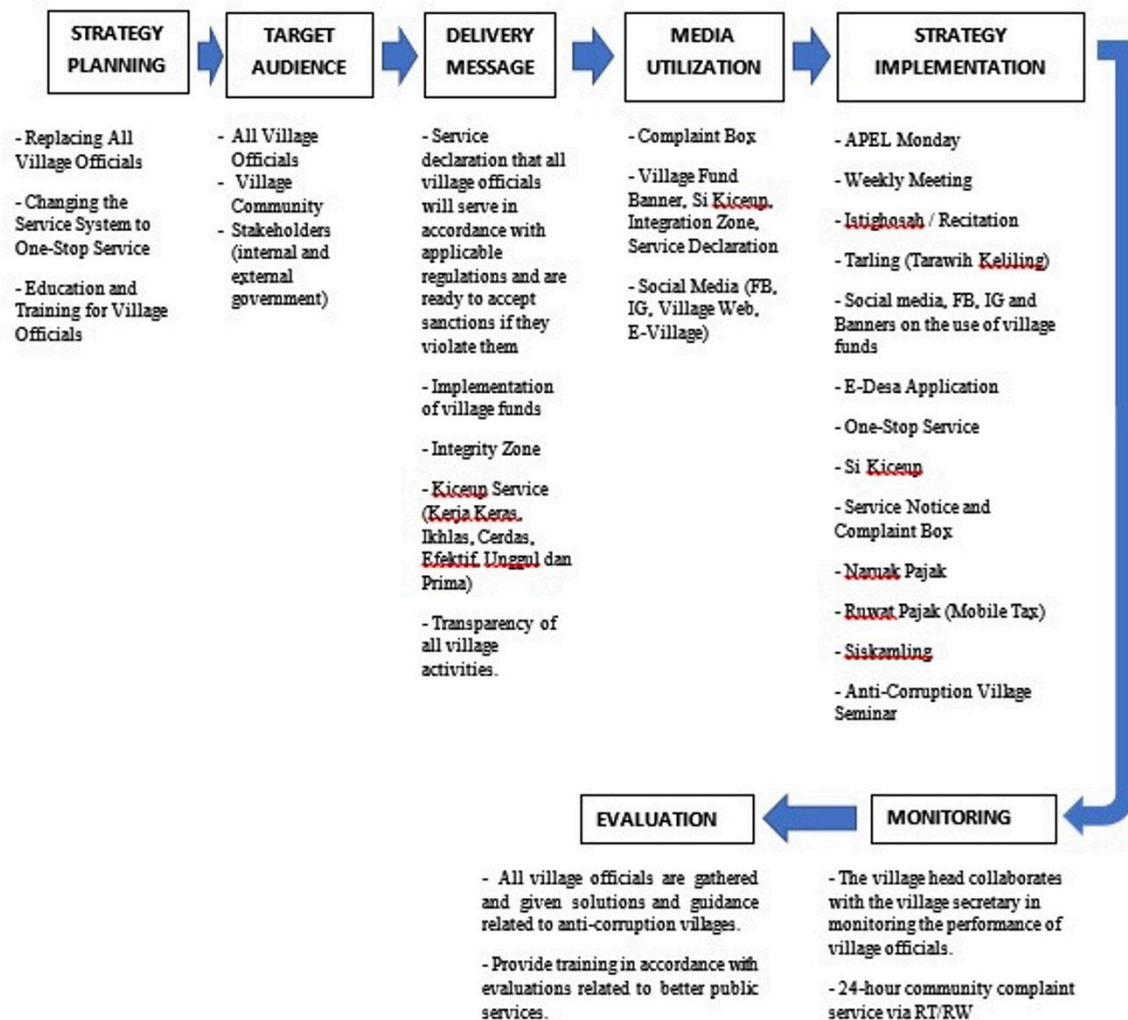 STRATEGY
PLANNING
- Replacing All
Village Officials
- Changing the
Service System to
One-Stop Service
- Education and
Training for Village
Officials
TARGET
AUDIENCE
- All Village
Officials
- Village
Community
- Stakeholders
(internal and
external
government)
DELIVERY
MESSAGE
- Service
declaration that all
village officials
will serve in
accordance with
applicable
regulations and are
ready to accept
sanctions if they
violate them
- Implementation
of village funds
- Integrity Zone
- Kiceup Service
(Kerja Keras,
Ikhlas, Cerdas,
Efektif, Unggul dan
Prima)
- Transparency of
all village
activities.
MEDIA
UTILIZATION
- Complaint Box
- Village Fund
Banner, Si Kiceup,
Integration Zone,
Service Declaration
- Social Media (FB,
IG, Village Web,
E-Village)
STRATEGY
IMPLEMENTATION
- APEL Monday
- Weekly Meeting
- Istighosah / Recitation
- Tarling (Tarawih Keliling)
- Social media, FB, IG and
Banners on the use of village
funds
- E-Desa Application
- One-Stop Service
- Si Kiceup
- Service Notice and
Complaint Box
- Naruak Pajak
- Ruwat Pajak (Mobile Tax)
- Siskamling
- Anti-Corruption Village
Seminar
MONITORING
- The village head collaborates
with the village secretary in
monitoring the performance of
village officials.
- 24-hour community complaint
service via RT/RW
EVALUATION
- All village officials are gathered
and given solutions and guidance
related to anti-corruption villages.
- Provide training in accordance with
evaluations related to better public
services.